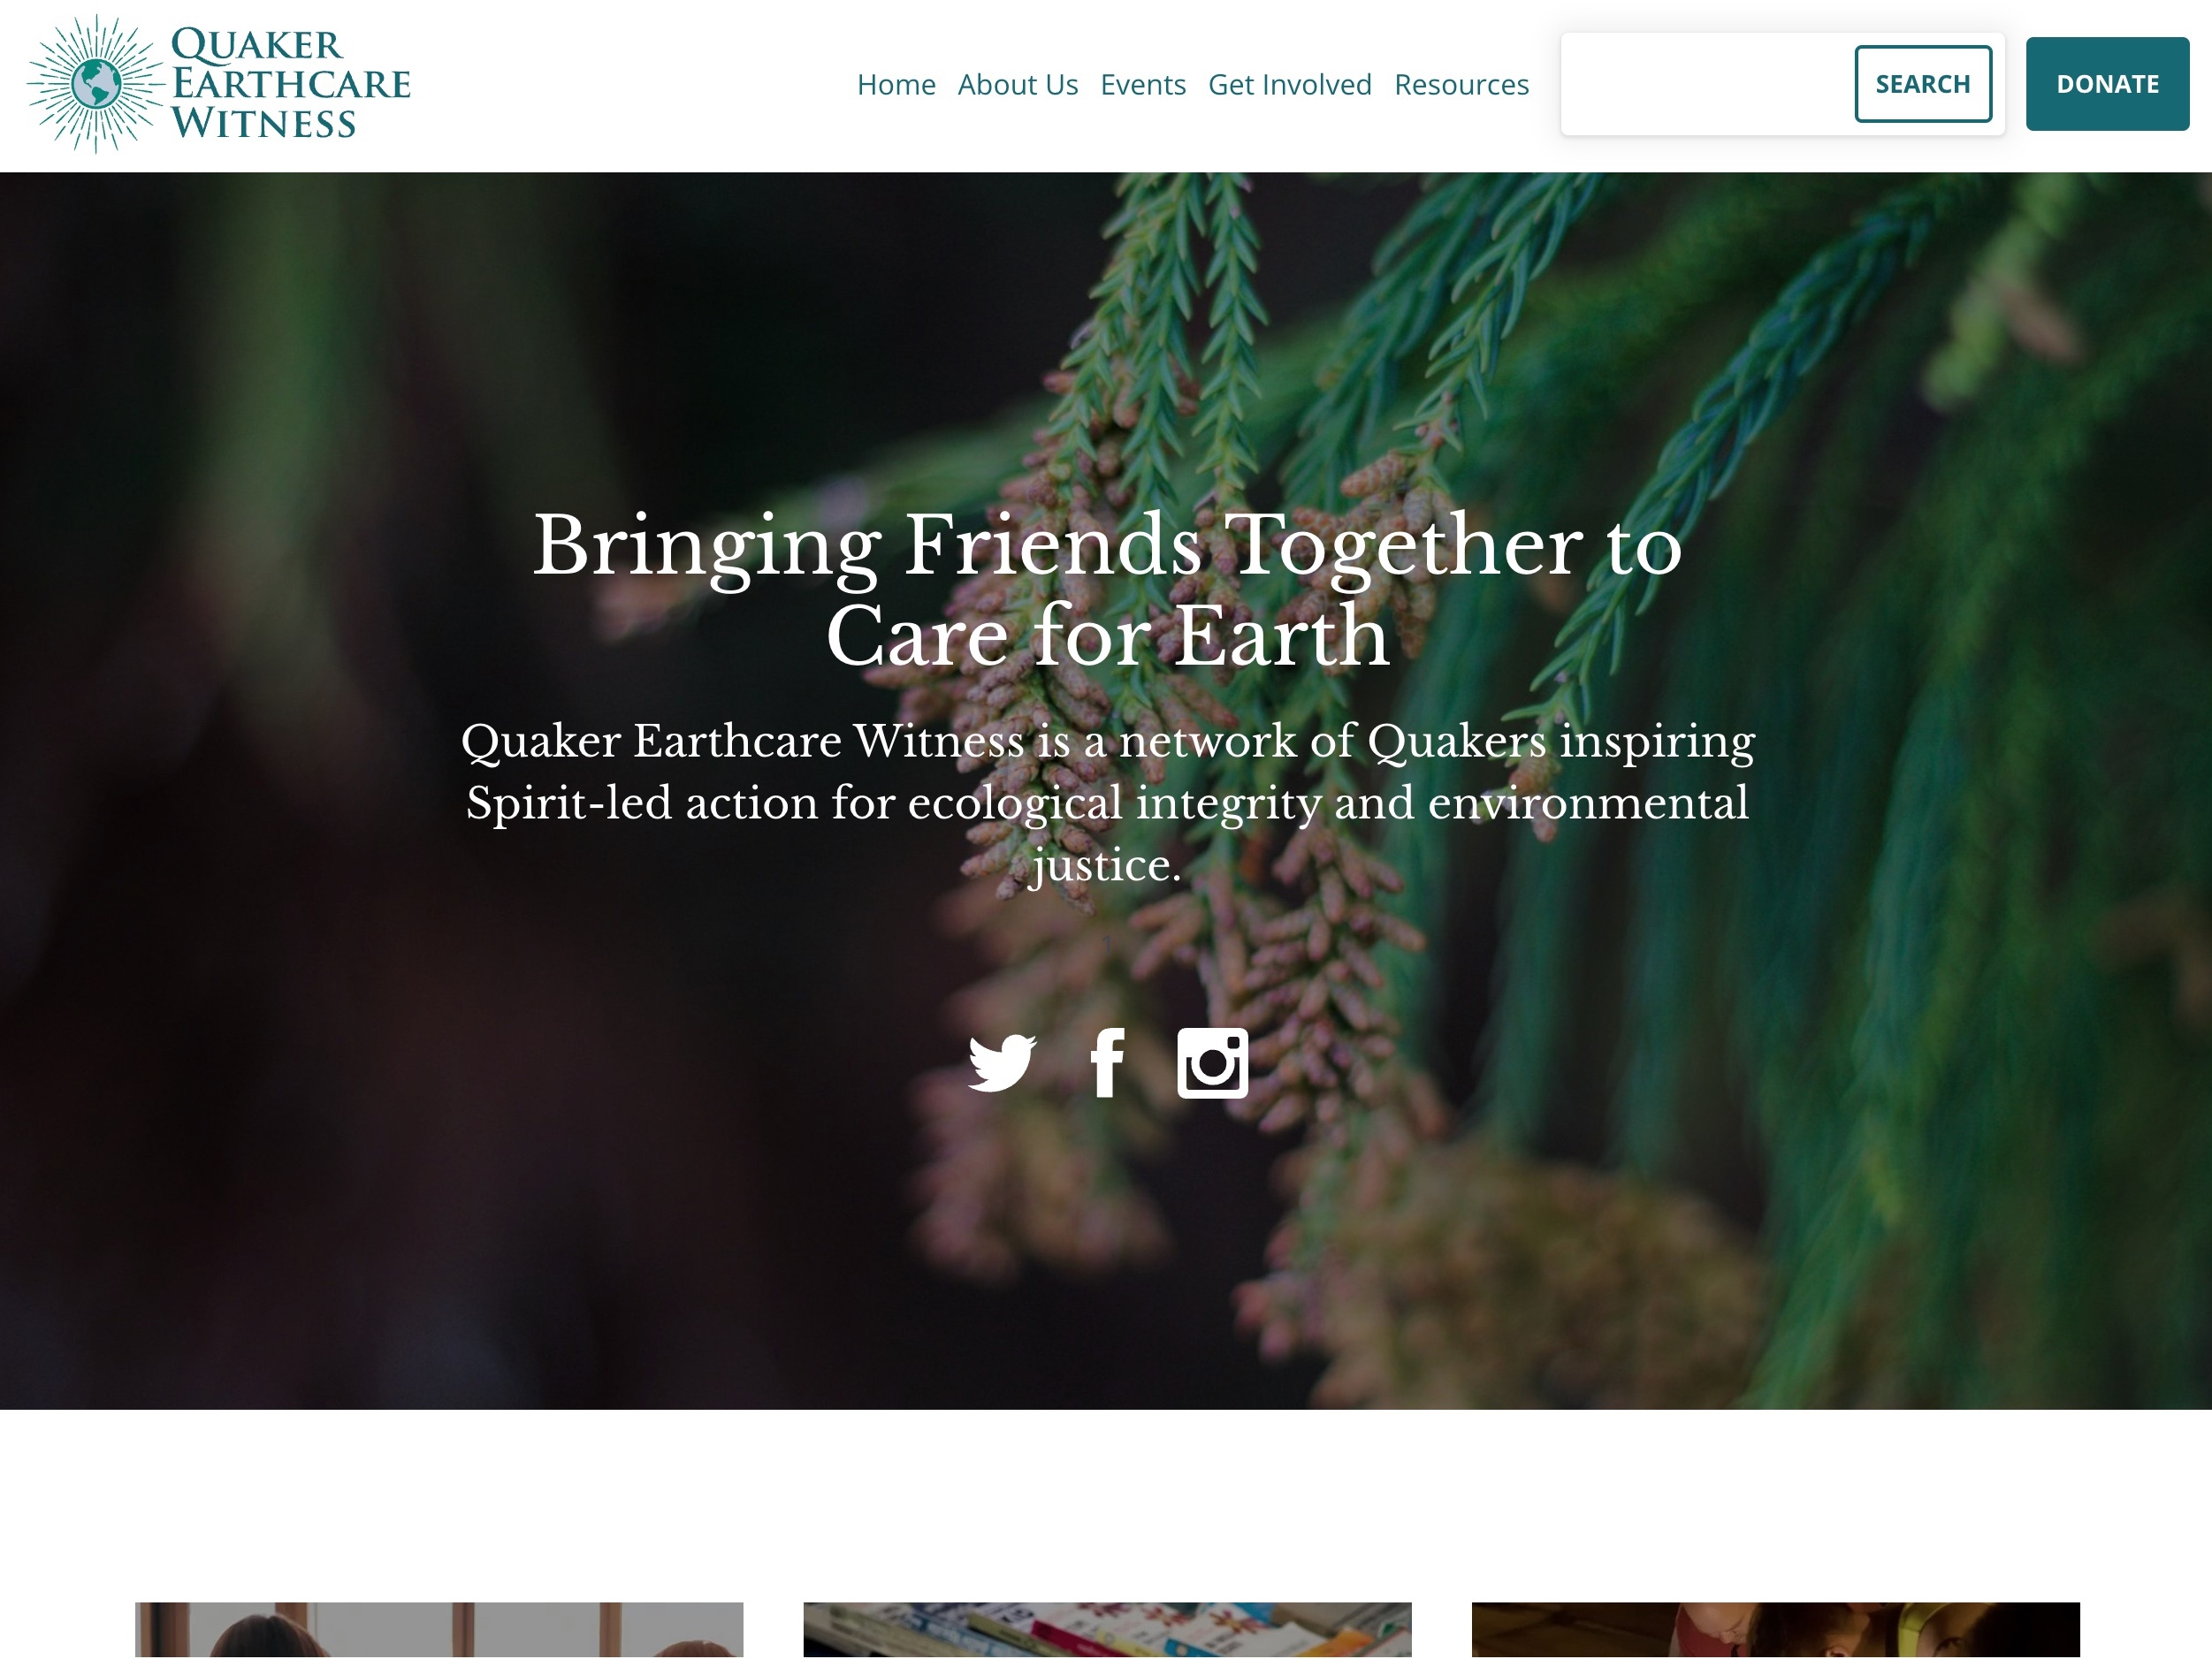 QUAKER
EARTHCARE
WITNESS
Home About Us Events Get Involved Resources SEARCH DONATE
Bringing Friends Together to
Care for Earth
Quaker Earthcare Witness is a network of Quakers inspiring
Spirit-led action for ecological integrity and environmental
justice.